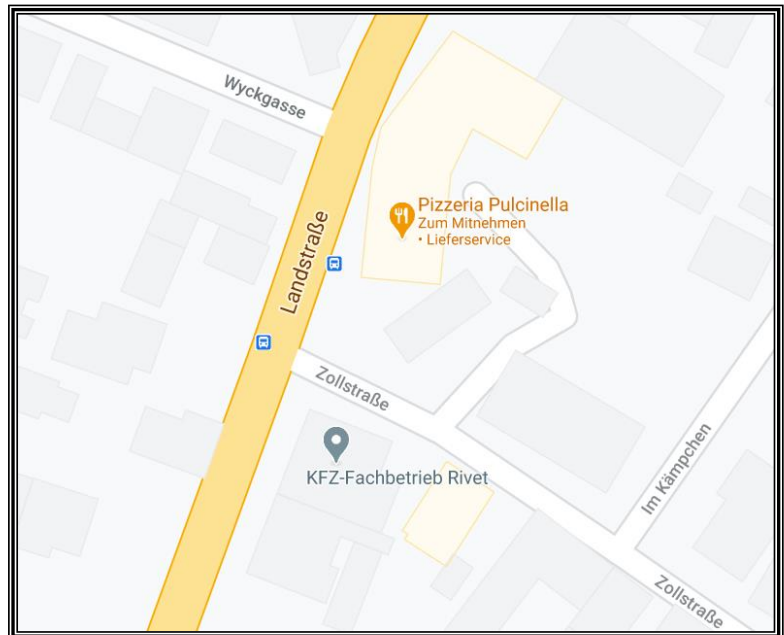 Wyckgasse
Pizzeria Pulcinella
Zum Mitnehmen
• Lieferservice
Landstraße
Zollstraße
KFZ-Fachbetrieb Rivet
Im Kämpchen
Zollstraße